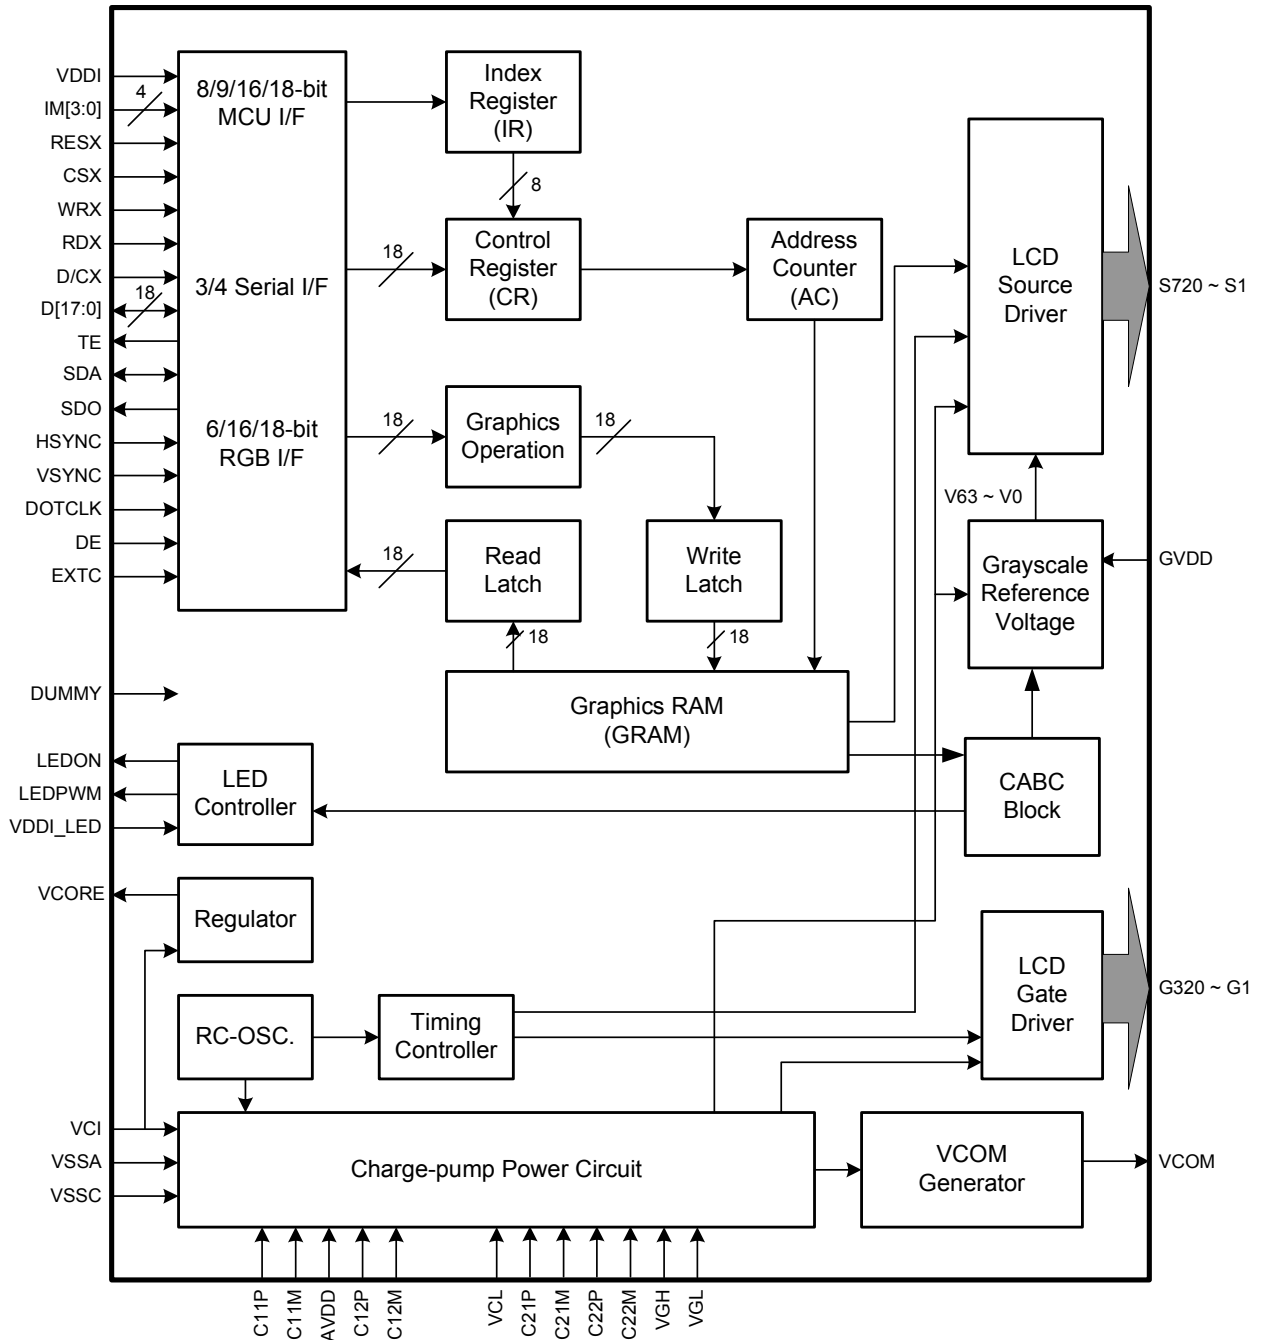 VDDI
IM[3:0]
4
RESX
CSX
WRX
RDX
D/CX
D[17:0]
18
TE
SDA
SDO
HSYNC
VSYNC
DOTCLK
DE
EXTC
DUMMY
LEDON
LEDPWM
VDDI_LED
VCORE
VCI
VSSA
VSSC
8/9/16/18-bit
MCU I/F
3/4 Serial I/F
6/16/18-bit
RGB I/F
Index
Register
(IR)
8
18
Control
Register
(CR)
Address
Counter
(AC)
18
Graphics
Operation
18
18
Read
Latch
Write
Latch
18
18
Graphics RAM
(GRAM)
LCD
Source
Driver
S720 ~ S1
V63 ~ V0
Grayscale
Reference
Voltage
GVDD
CABC
Block
LED
Controller
Regulator
RC-OSC.
Timing
Controller
LCD
Gate
Driver
G320 ~ G1
Charge-pump Power Circuit
VCOM
Generator
VCOM
C11P
C11M
AVDD
C12P
C12M
VCL
C21P
C21M
C22P
C22M
VGH
VGL